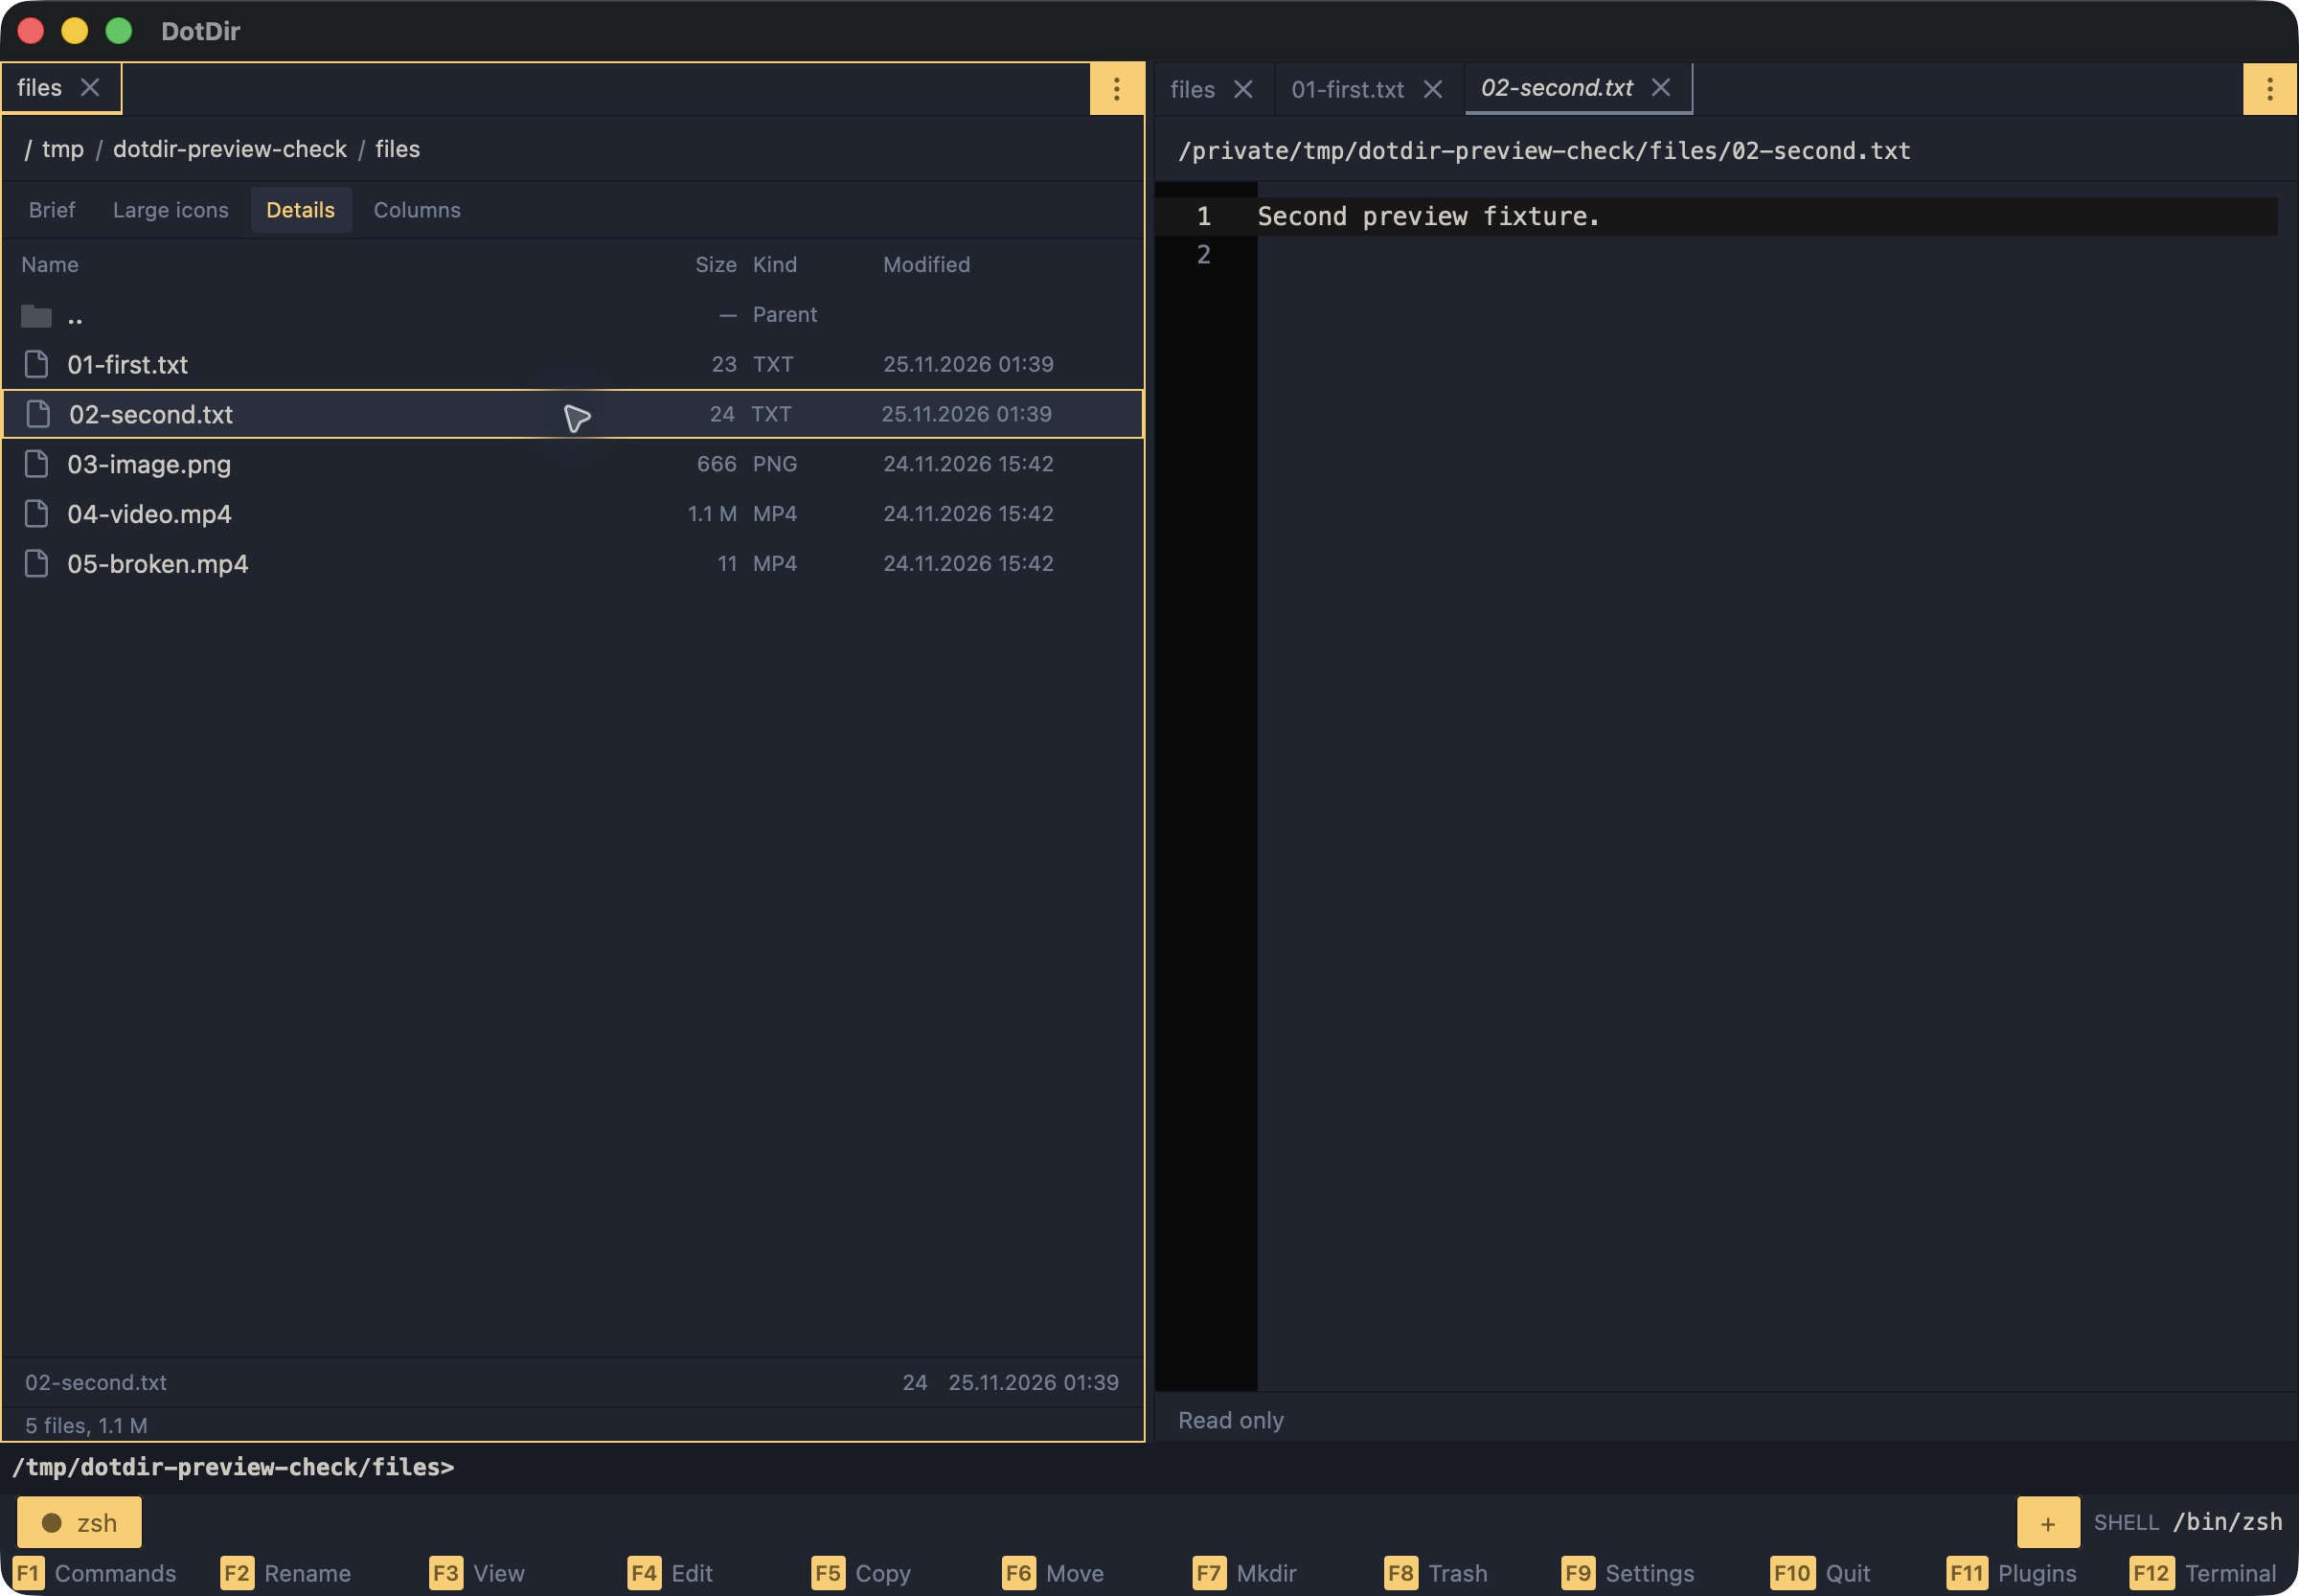 DotDir
files
/ tmp / dotdir-preview-check / files
Brief Large icons Details Columns
Name Size Kind Modified
.. — Parent
01-first.txt 23 TXT 25.11.2026 01:39
02-second.txt 24 TXT 25.11.2026 01:39
03-image.png 666 PNG 24.11.2026 15:42
04-video.mp4 1.1 M MP4 24.11.2026 15:42
05-broken.mp4 11 MP4 24.11.2026 15:42
02-second.txt 24 25.11.2026 01:39
5 files, 1.1 M
files 01-first.txt 02-second.txt
/private/tmp/dotdir-preview-check/files/02-second.txt
1 Second preview fixture.
2
Read only
/tmp/dotdir-preview-check/files>
zsh + SHELL /bin/zsh
F1 Commands F2 Rename F3 View F4 Edit F5 Copy F6 Move F7 Mkdir F8 Trash F9 Settings F10 Quit F11 Plugins F12 Terminal